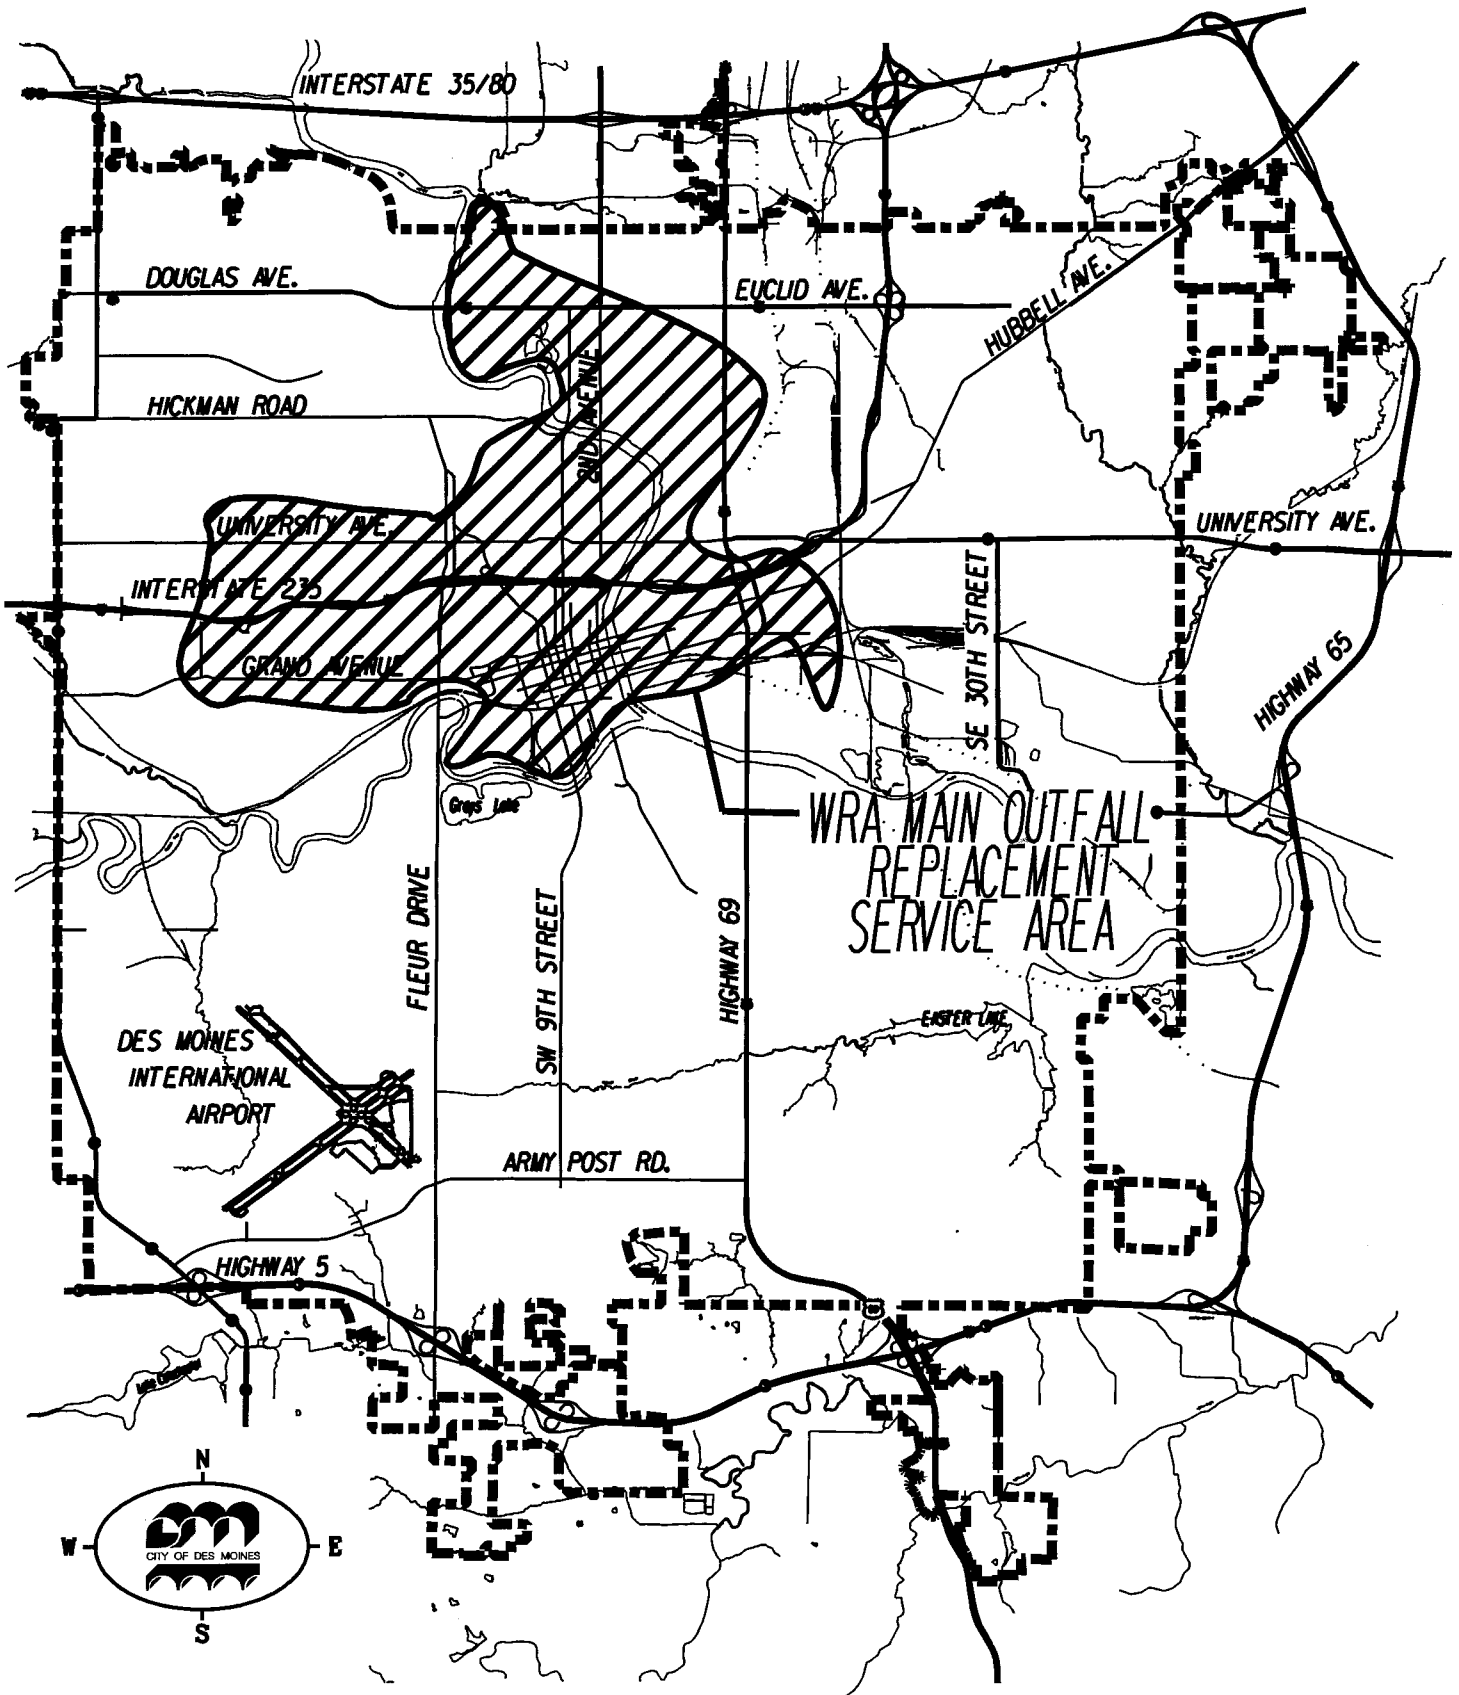 INTERSTATE 35/80
DOUGLAS AVE.
EUCLID AVE.
HUBBELL AVE.
2ND AVENUE
HICKMAN ROAD
UNIVERSITY AVE.
UNIVERSITY AVE.
INTERSTATE 235
SE 30TH STREET
GRAND AVENUE
HIGHWAY 65
Grays Lake
WRA MAIN OUTFALL
REPLACEMENT
SERVICE AREA
FLEUR DRIVE
SW 9TH STREET
HIGHWAY 69
EASTER LAKE
DES MOINES
INTERNATIONAL
AIRPORT
ARMY POST RD.
HIGHWAY 5
N
W
CITY OF DES MOINES
E
S